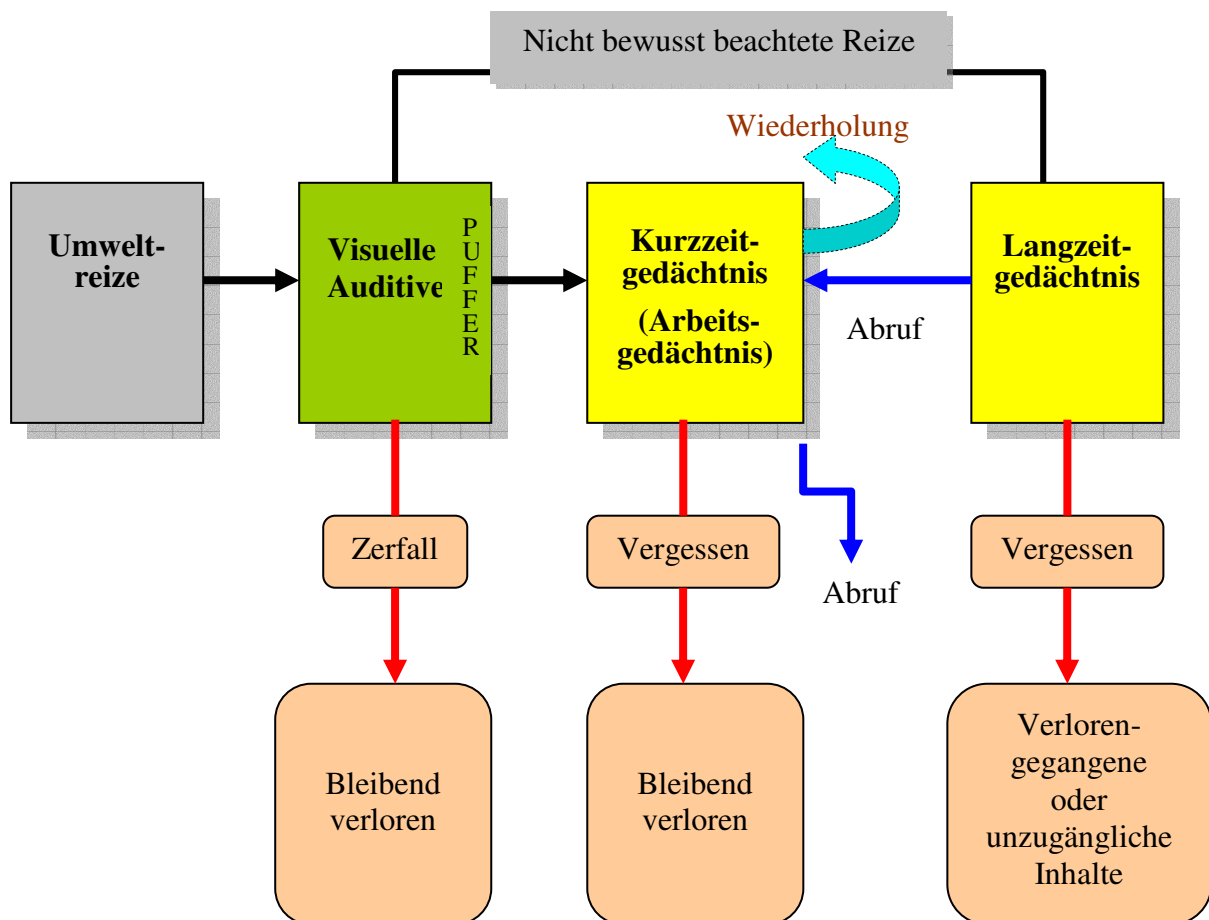 Nicht bewusst beachtete Reize
Wiederholung
Umwelt-
reize
Visuelle
Auditive
PUFFER
Kurzzeit-
gedächtnis
(Arbeits-
gedächtnis)
Abruf
Langzeit-
gedächtnis
Zerfall
Vergessen
Abruf
Vergessen
Bleibend
verloren
Bleibend
verloren
Verloren-
gegangene
oder
unzugängliche
Inhalte